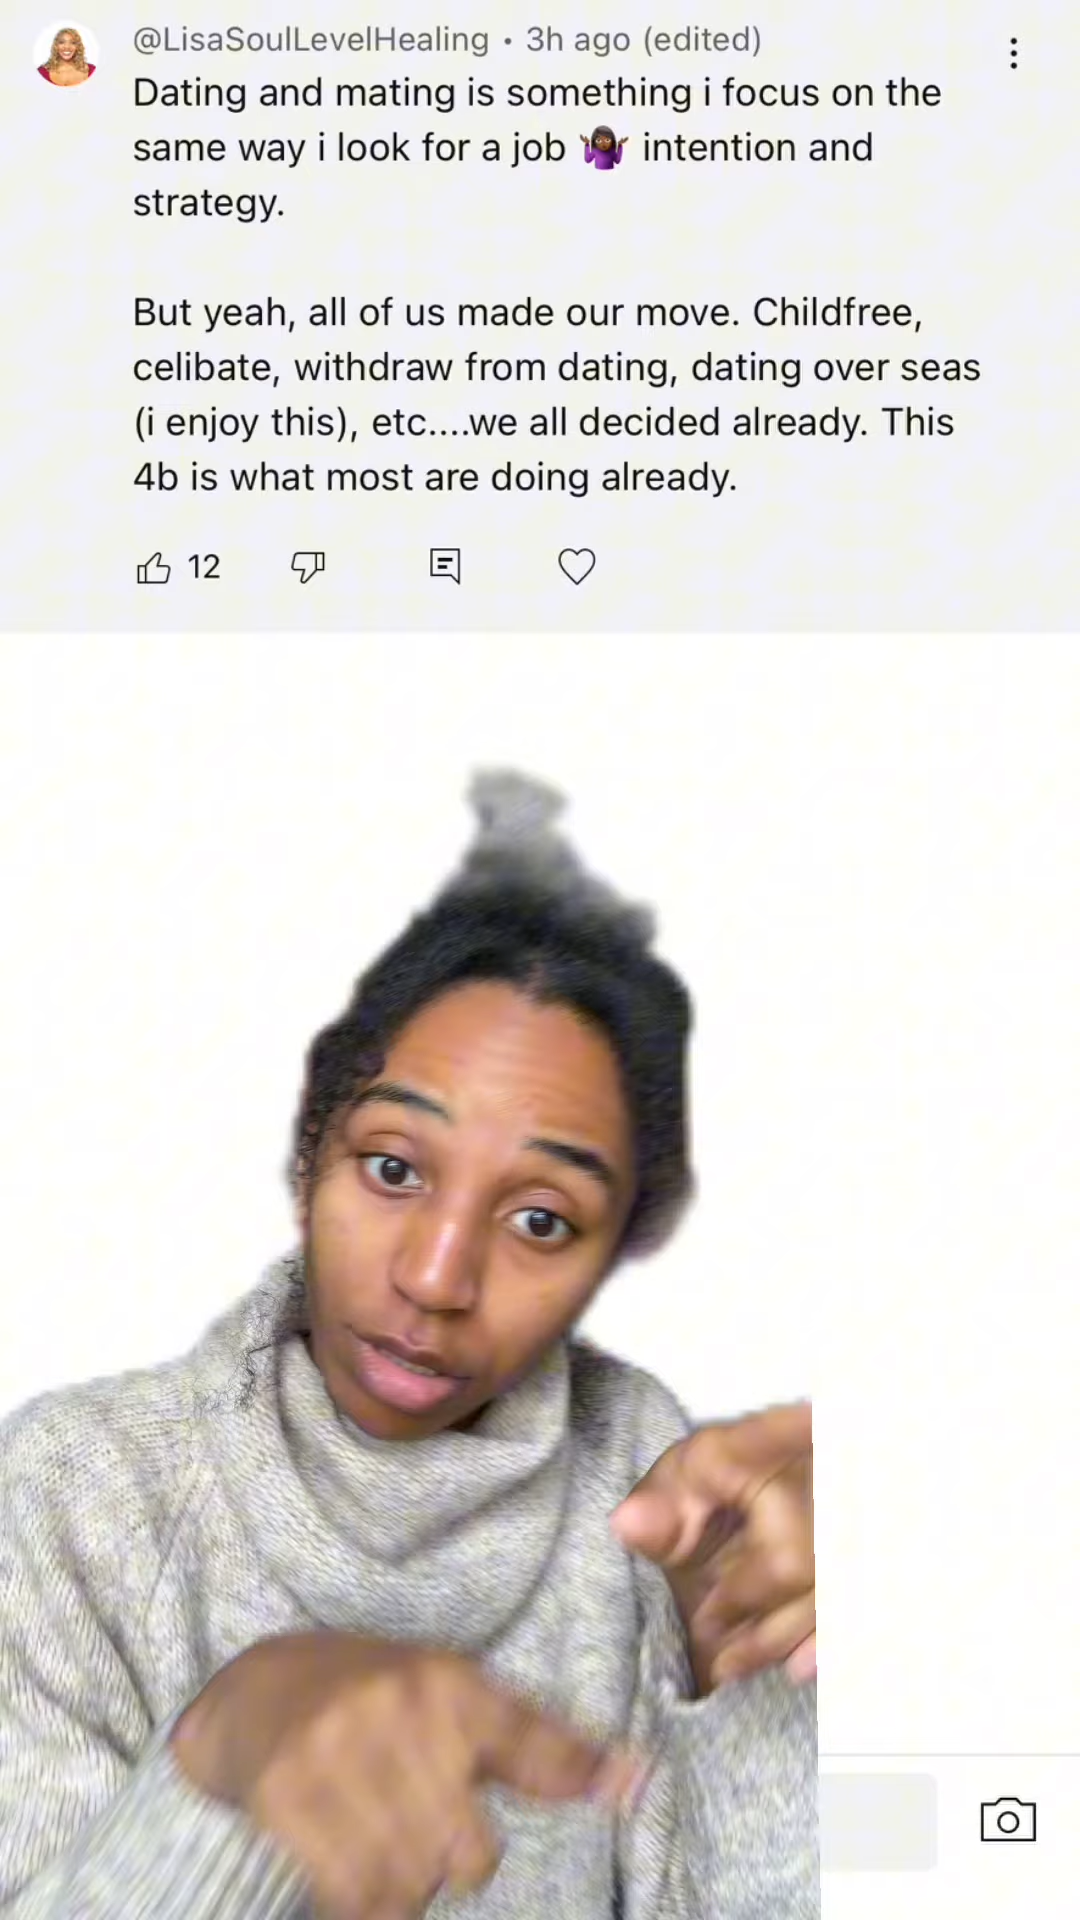 @LisaSoulLevelHealing • 3h ago (edited)
Dating and mating is something i focus on the
same way i look for a job 🤷🏿‍♀️ intention and
strategy.
But yeah, all of us made our move. Childfree,
celibate, withdraw from dating, dating over seas
(i enjoy this), etc....we all decided already. This
4b is what most are doing already.
12